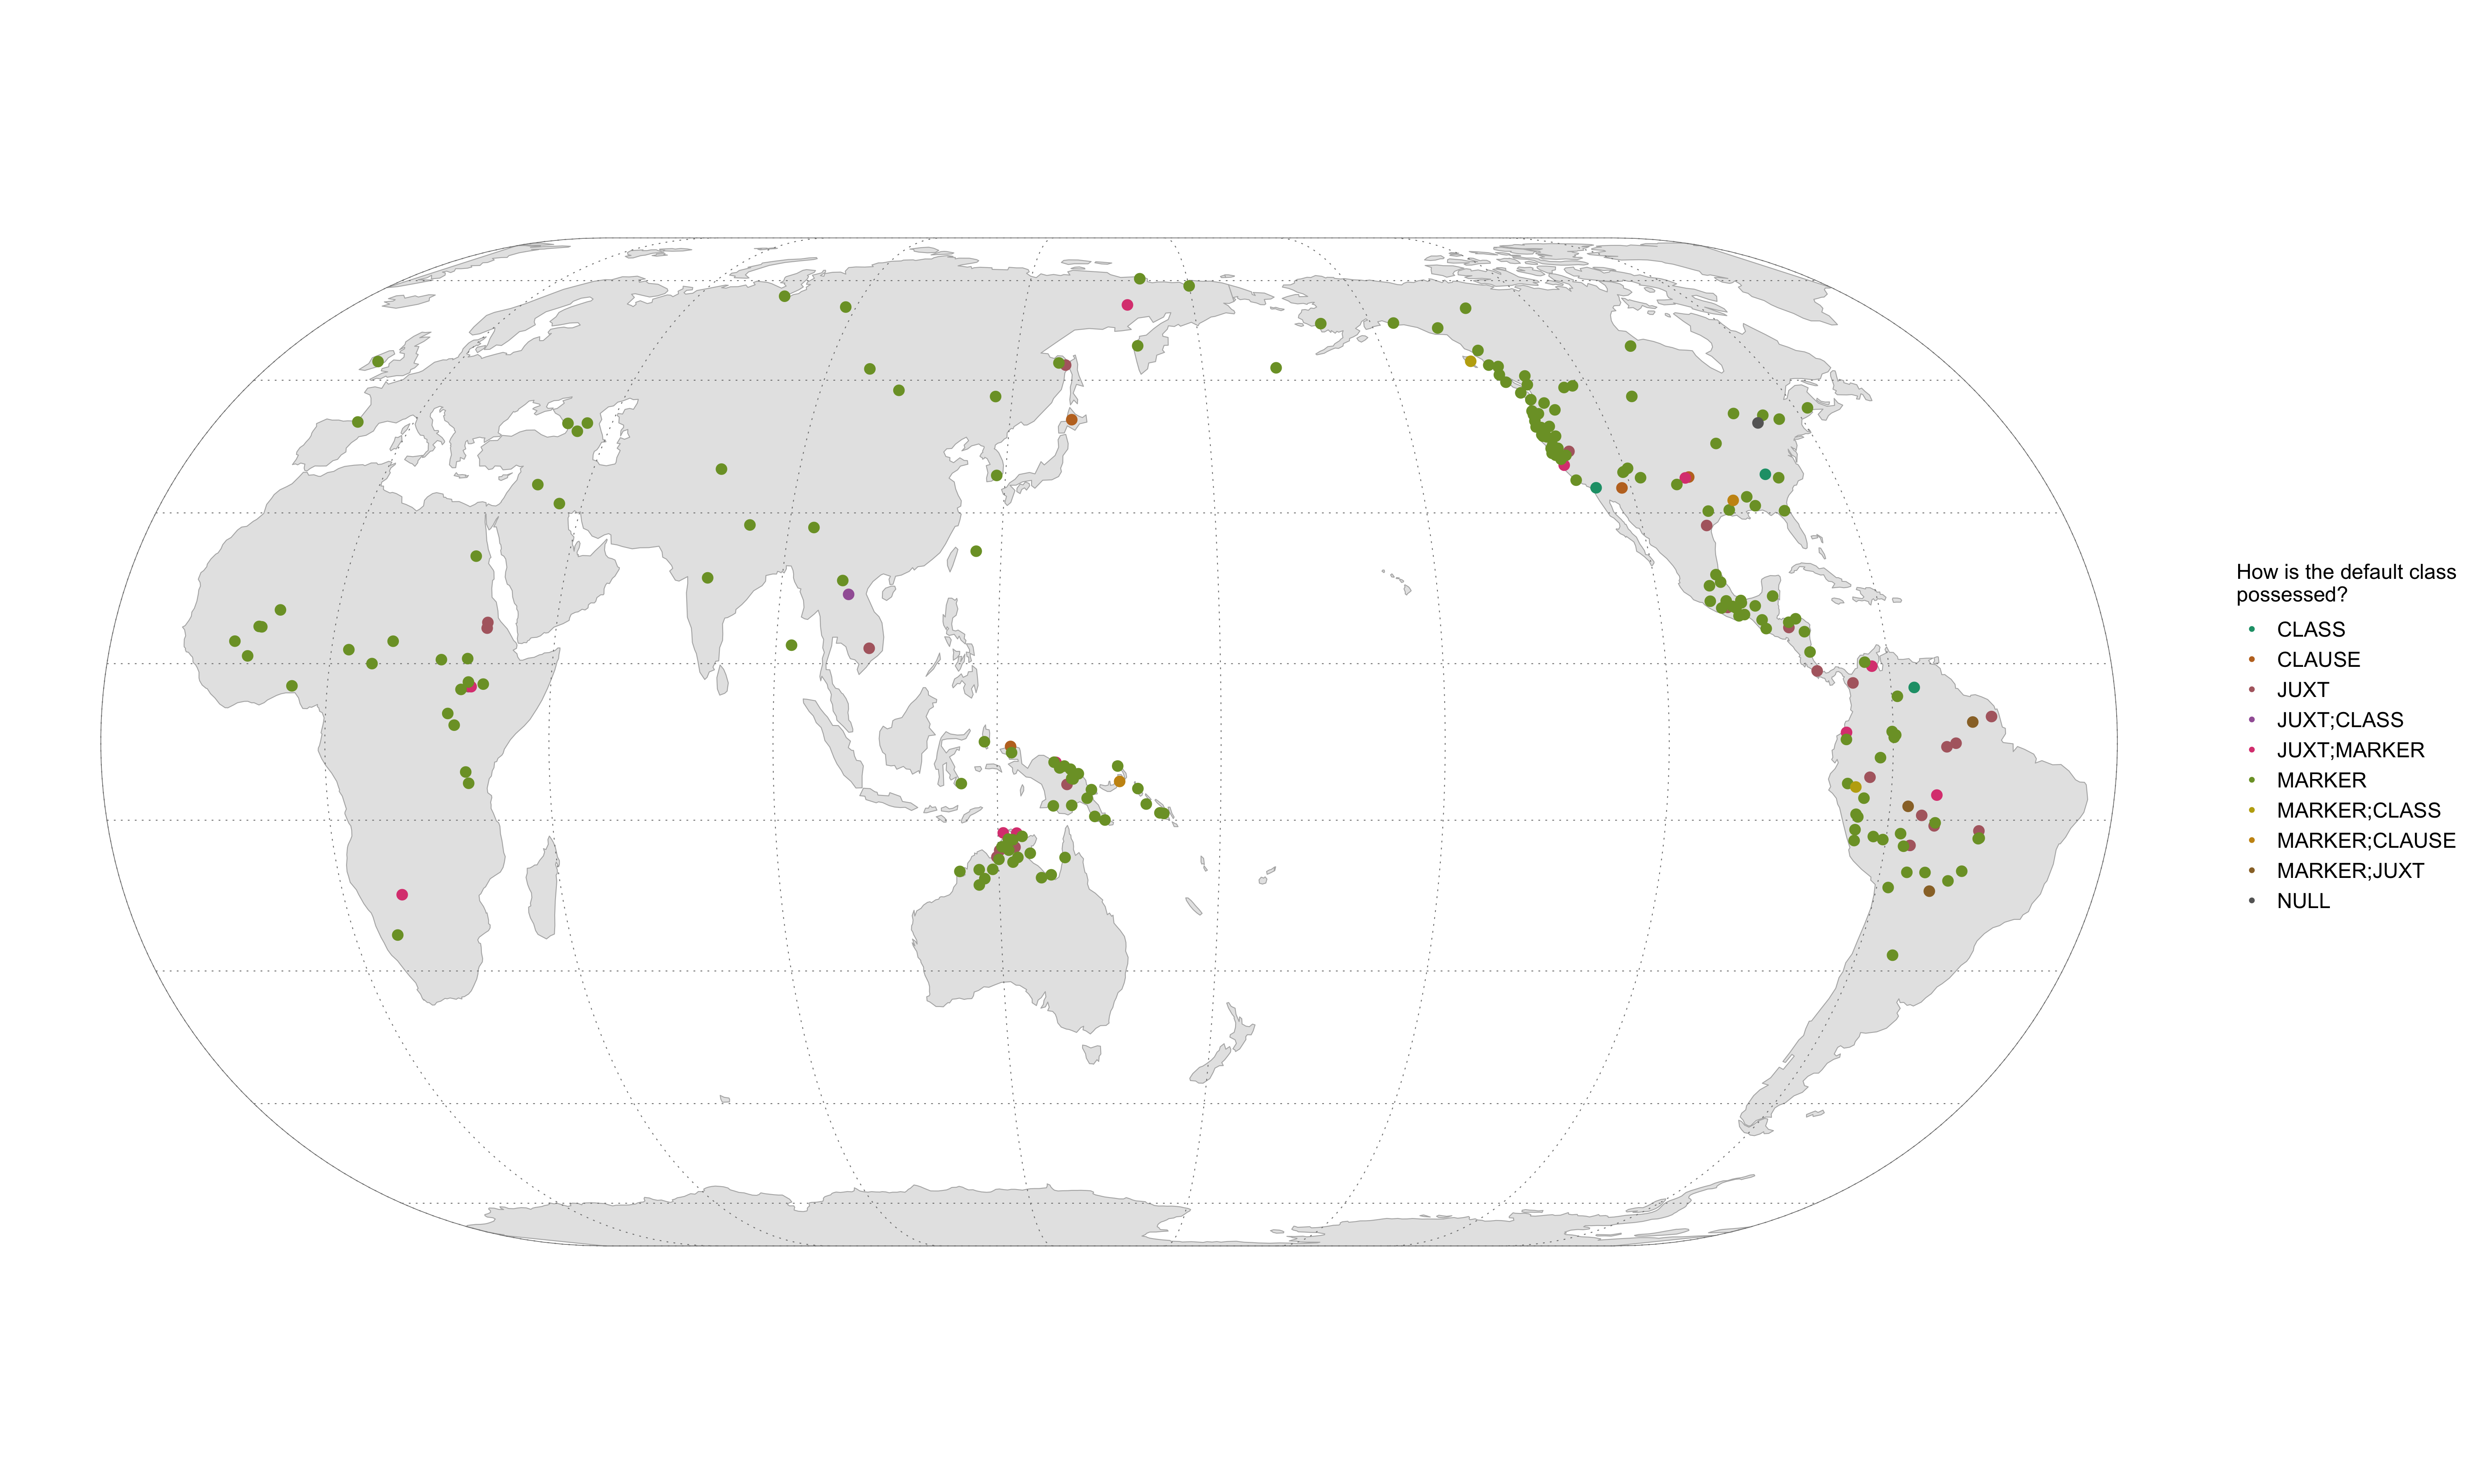 How is the default class
possessed?
CLASS
CLAUSE
JUXT
JUXT;CLASS
JUXT;MARKER
MARKER
MARKER;CLASS
MARKER;CLAUSE
MARKER;JUXT
NULL